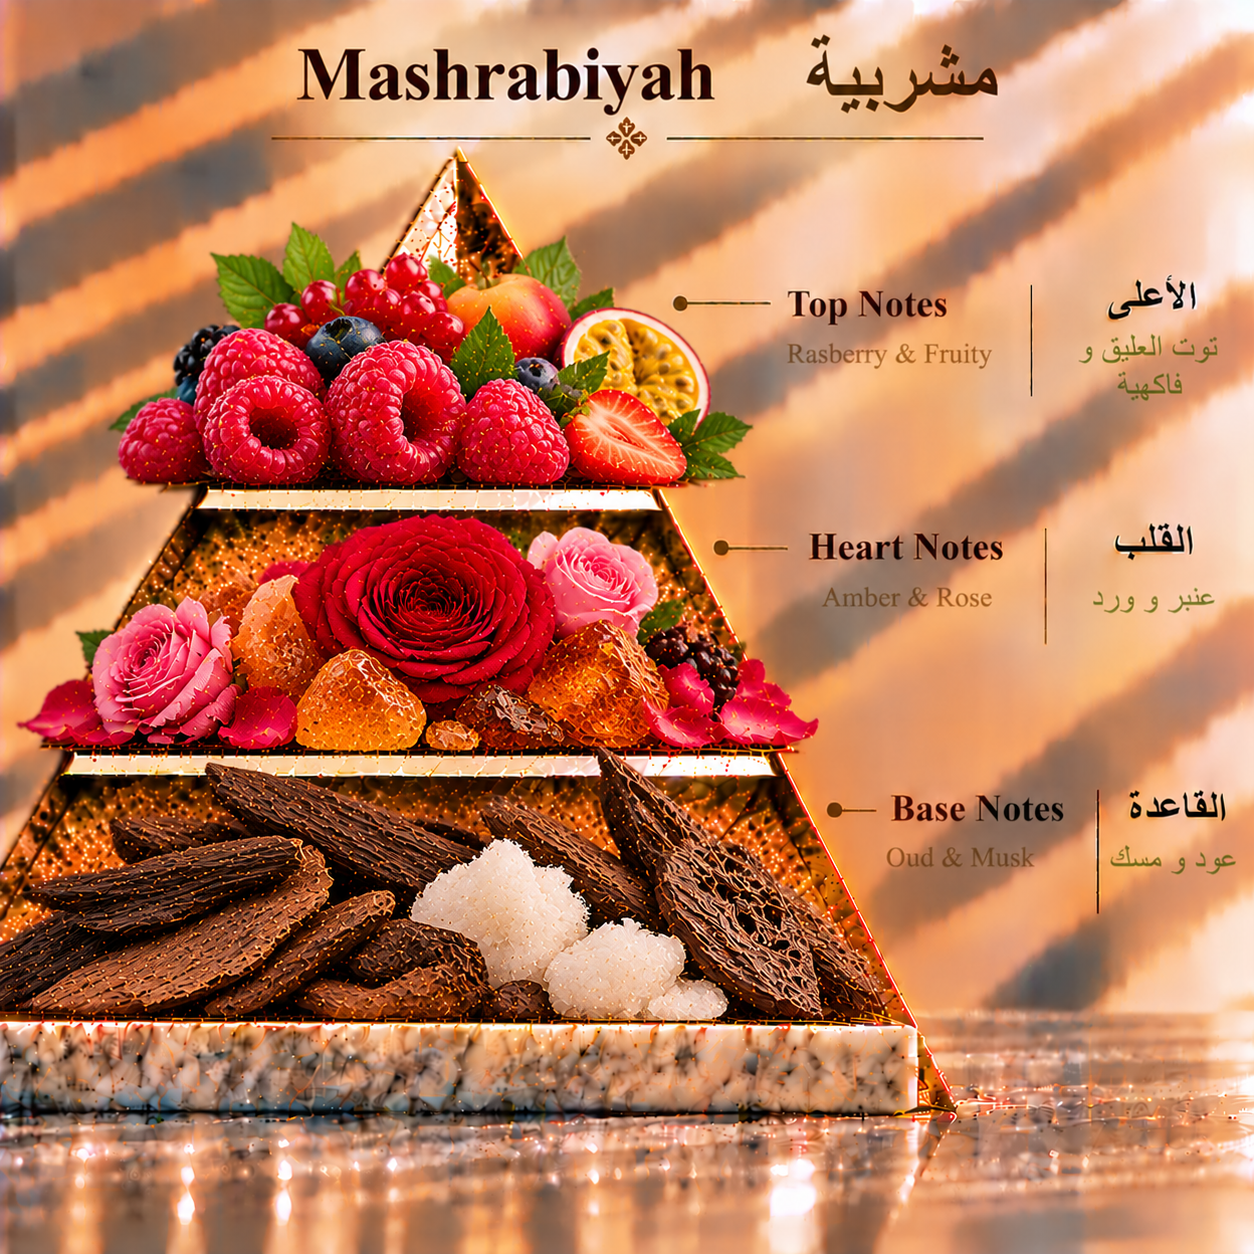 Mashrabiyah
مشربية
Top Notes
Rasberry & Fruity
الأعلى
توت العليق و
فاكهية
Heart Notes
Amber & Rose
القلب
عنبر و ورد
Base Notes
Oud & Musk
القاعدة
عود و مسك